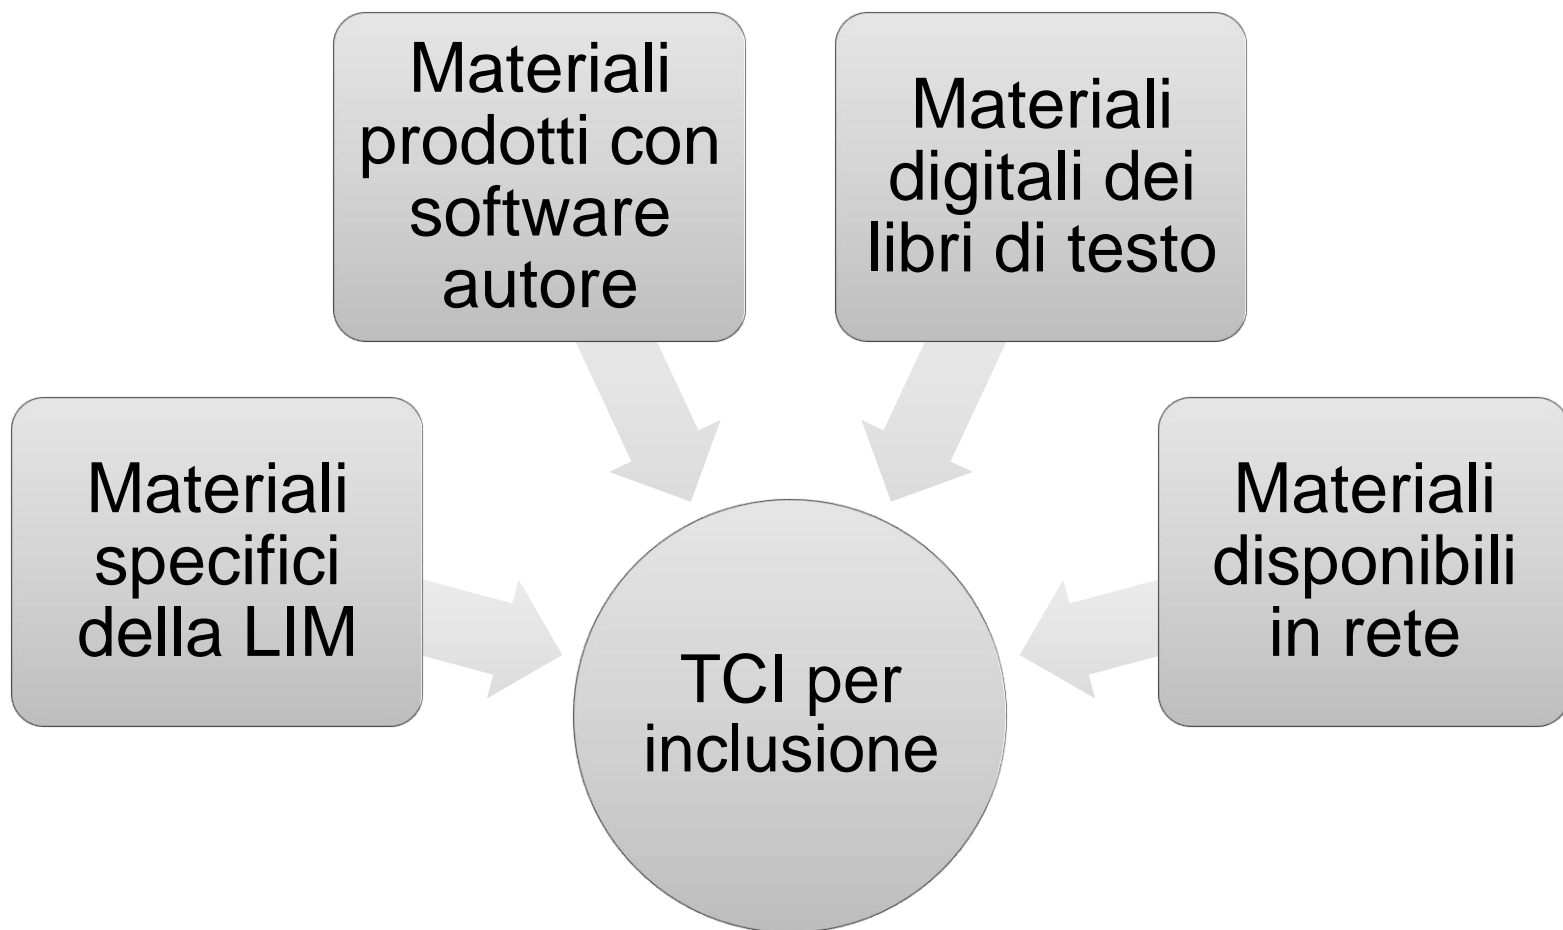 Materiali
prodotti con
software
autore
Materiali
digitali dei
libri di testo
Materiali
specifici
della LIM
Materiali
disponibili
in rete
TCI per
inclusione